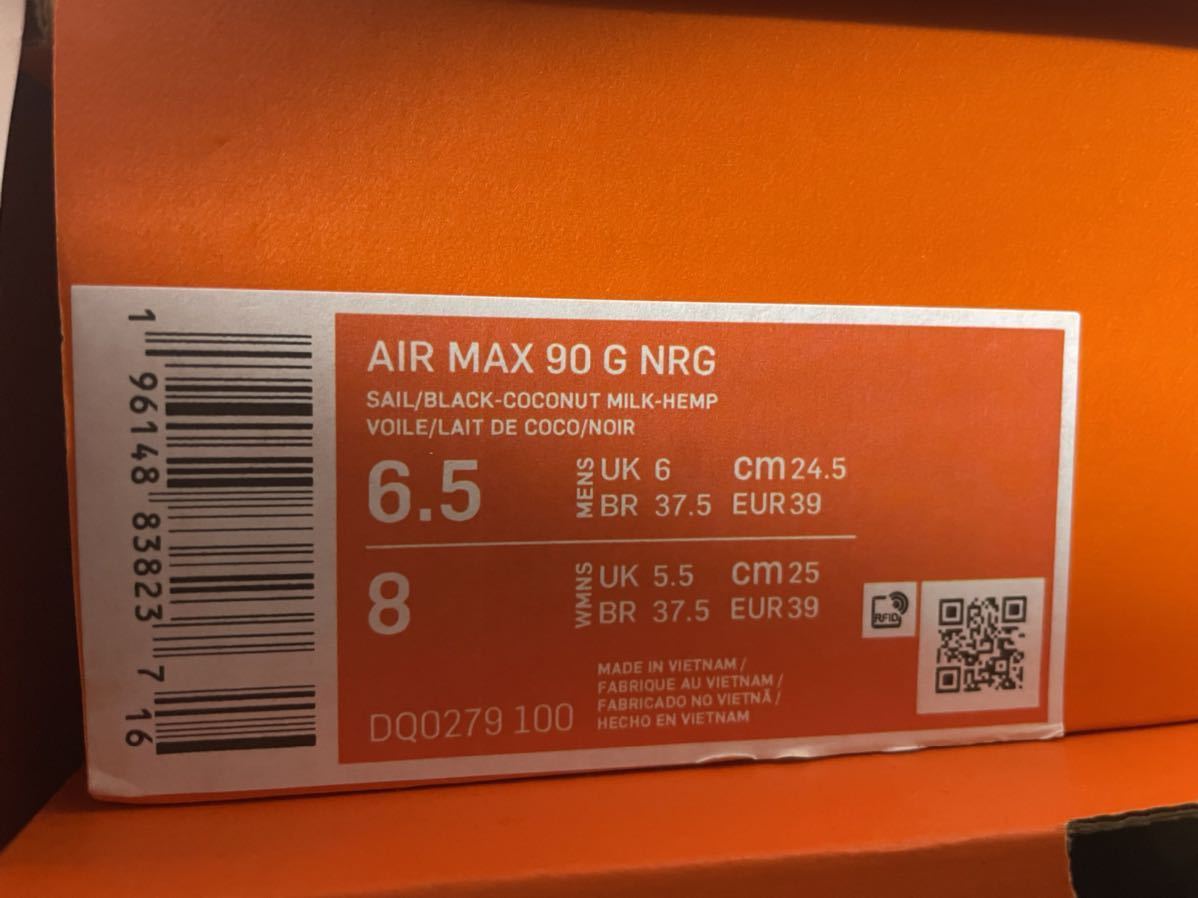 AIR MAX 90 G NRG
SAIL/BLACK-COCONUT MILK-HEMP
VOILE/LAIT DE COCO/NOIR
6.5 MENS UK 6 cm 24.5
BR 37.5 EUR 39
8 WMNS UK 5.5 cm 25
BR 37.5 EUR 39
MADE IN VIETNAM /
FABRIQUE AU VIETNAM /
FABRICADO NO VIETNÃ /
HECHO EN VIETNAM
DQ0279 100
RFID
1 96148 83823 7 16